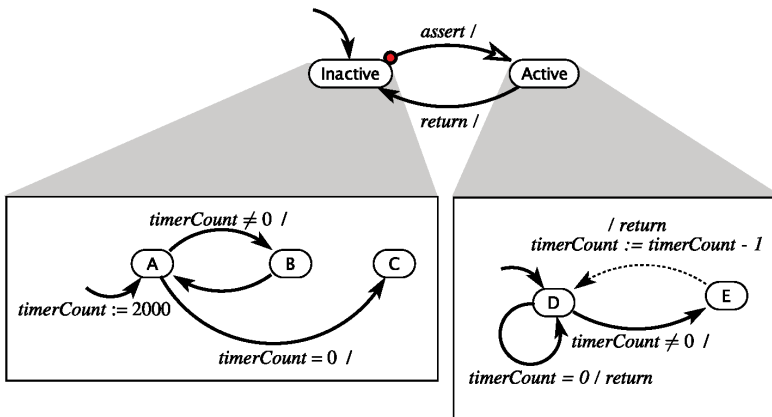 assert /
Inactive
Active
return /
timerCount ≠ 0 /
A
B
C
timerCount := 2000
timerCount = 0 /
/ return
timerCount := timerCount - 1
D
E
timerCount ≠ 0 /
timerCount = 0 / return